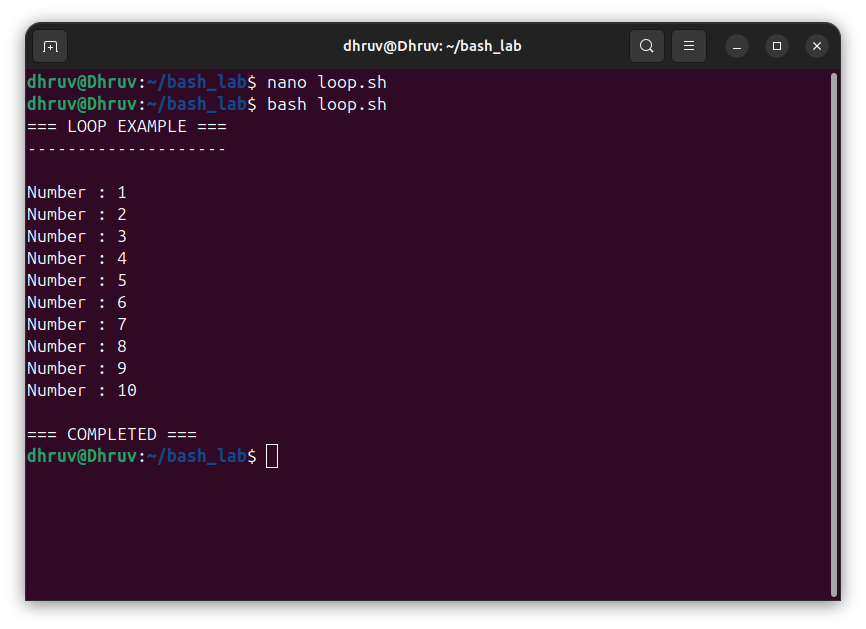 dhruv@Dhruv: ~/bash_lab
dhruv@Dhruv:~/bash_lab$ nano loop.sh
dhruv@Dhruv:~/bash_lab$ bash loop.sh
=== LOOP EXAMPLE ===
--------------------
Number : 1
Number : 2
Number : 3
Number : 4
Number : 5
Number : 6
Number : 7
Number : 8
Number : 9
Number : 10
=== COMPLETED ===
dhruv@Dhruv:~/bash_lab$